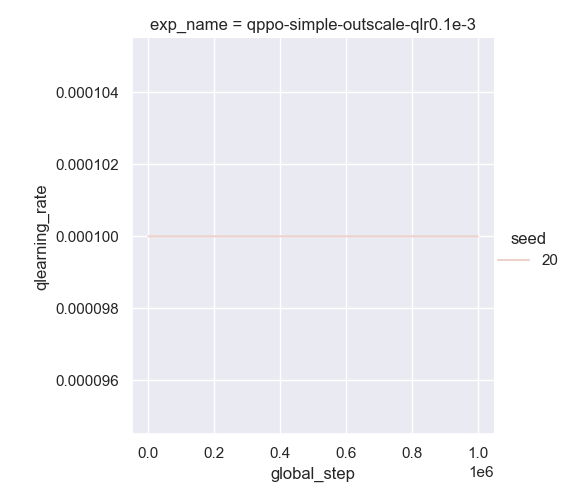 exp_name = qppo-simple-outscale-qlr0.1e-3
0.000104
0.000102
0.000100
0.000098
0.000096
qlearning_rate
0.0 0.2 0.4 0.6 0.8 1.0
1e6
global_step
seed
20